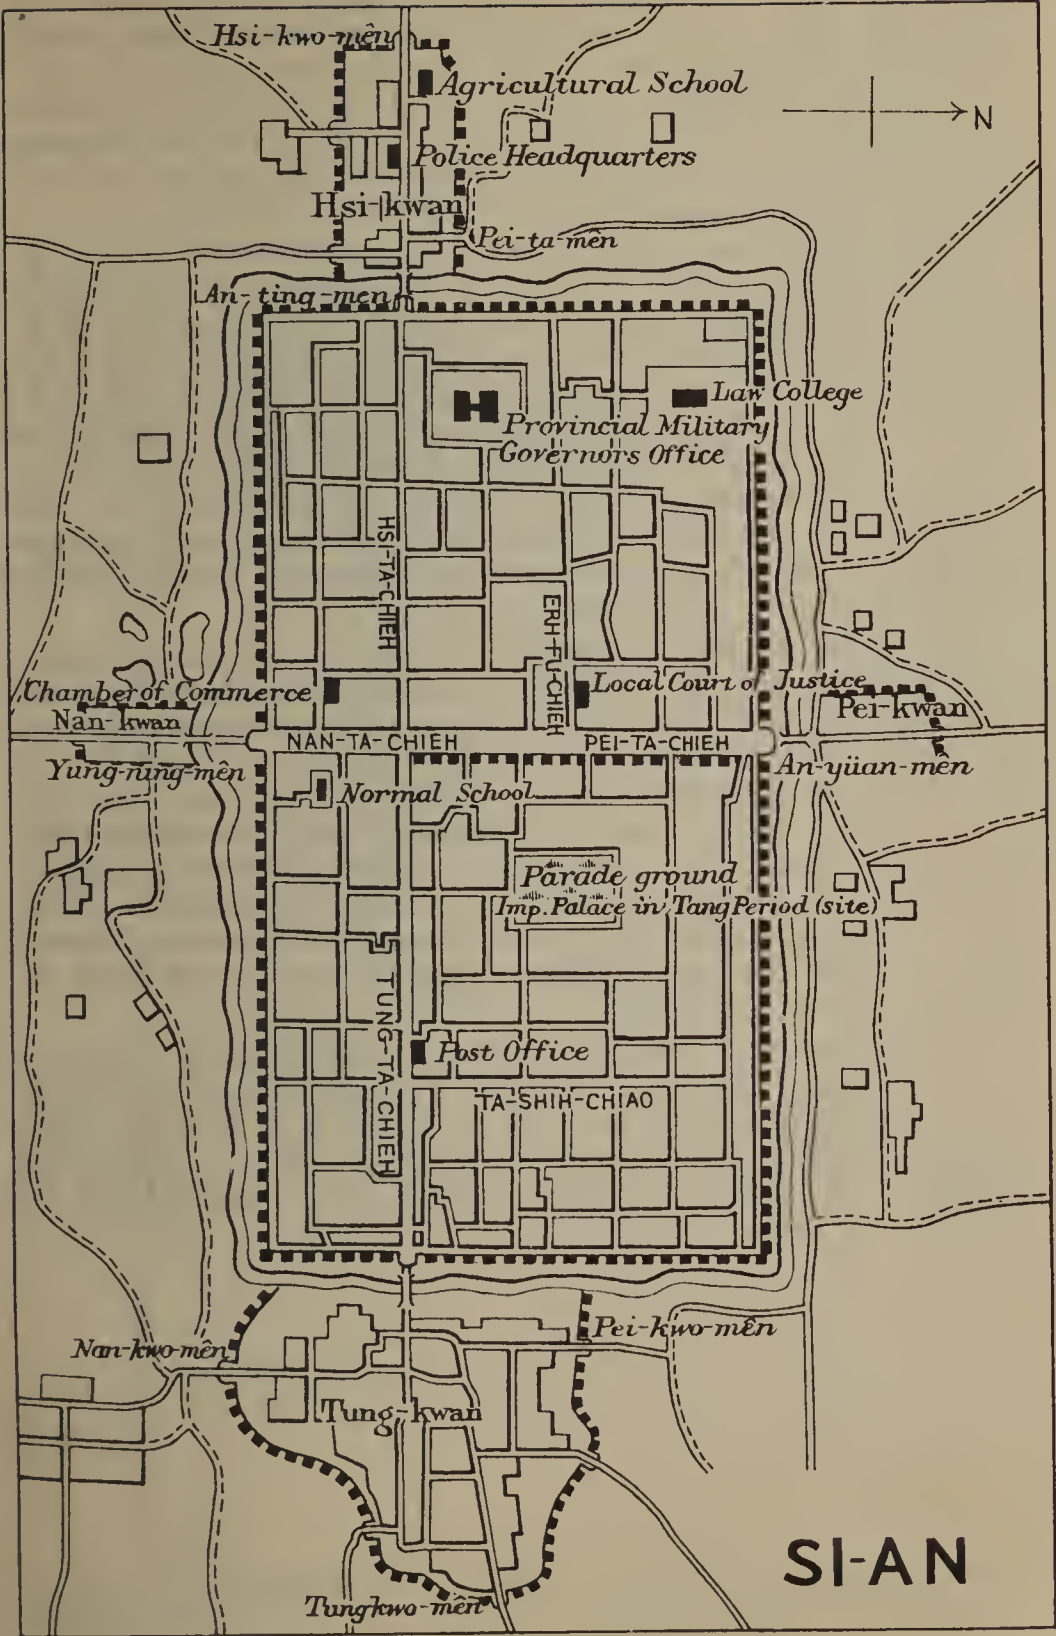 Hsi-kwo-mên
Agricultural School
N
Police Headquarters
Hsi-kwan
Pei-ta-mên
An-ting-men
Law College
Provincial Military
Governors Office
HSI-TA-CHIEH
ERH-FU-CHIEH
Chamber of Commerce
Local Court of Justice
Nan-kwan
Pei-kwan
NAN-TA-CHIEH
PEI-TA-CHIEH
Yung-ning-mên
An-yüan-mên
Normal School
Parade ground
Imp. Palace in Tang Period (site)
TUNG-TA-CHIEH
Post Office
TA-SHIH-CHIAO
Pei-kwo-mên
Nan-kwo-mên
Tung-kwan
SI-AN
Tungkwo-mên